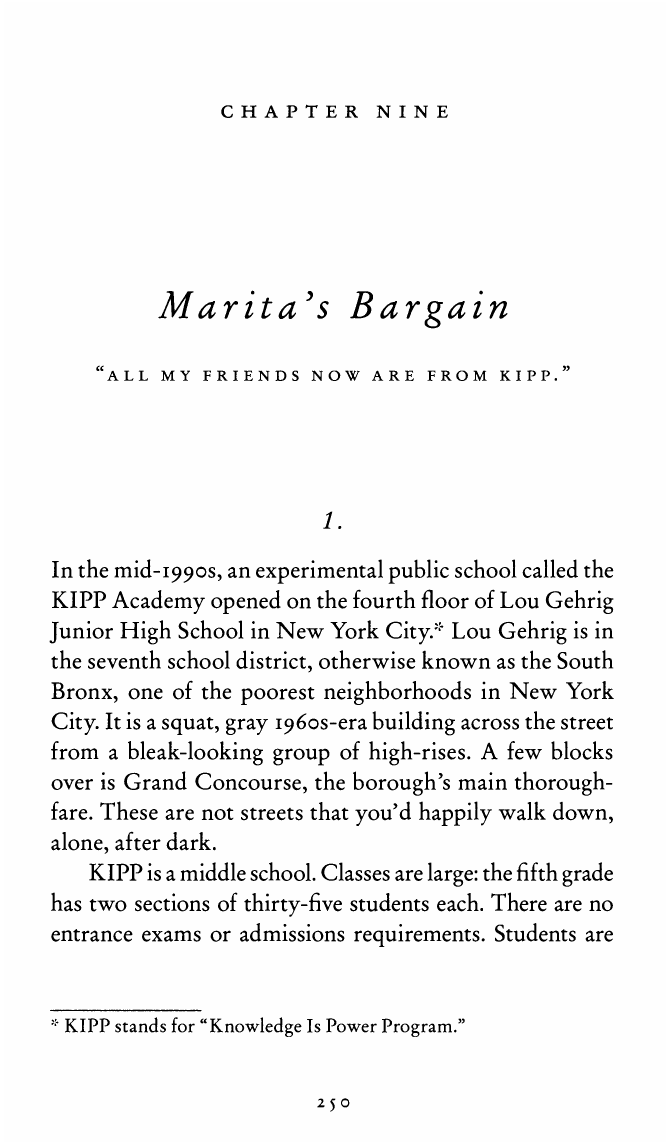 CHAPTER NINE
Marita's Bargain
“ALL MY FRIENDS NOW ARE FROM KIPP.”
1.
In the mid-1990s, an experimental public school called the
KIPP Academy opened on the fourth floor of Lou Gehrig
Junior High School in New York City.* Lou Gehrig is in
the seventh school district, otherwise known as the South
Bronx, one of the poorest neighborhoods in New York
City. It is a squat, gray 1960s-era building across the street
from a bleak-looking group of high-rises. A few blocks
over is Grand Concourse, the borough's main thorough-
fare. These are not streets that you'd happily walk down,
alone, after dark.
KIPP is a middle school. Classes are large: the fifth grade
has two sections of thirty-five students each. There are no
entrance exams or admissions requirements. Students are
* KIPP stands for “Knowledge Is Power Program.”
250